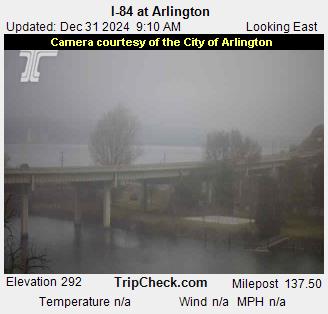 I-84 at Arlington
Updated: Dec 31 2024 9:10 AM Looking East
Camera courtesy of the City of Arlington
Elevation 292 TripCheck.com Milepost 137.50
Temperature n/a Wind n/a MPH n/a